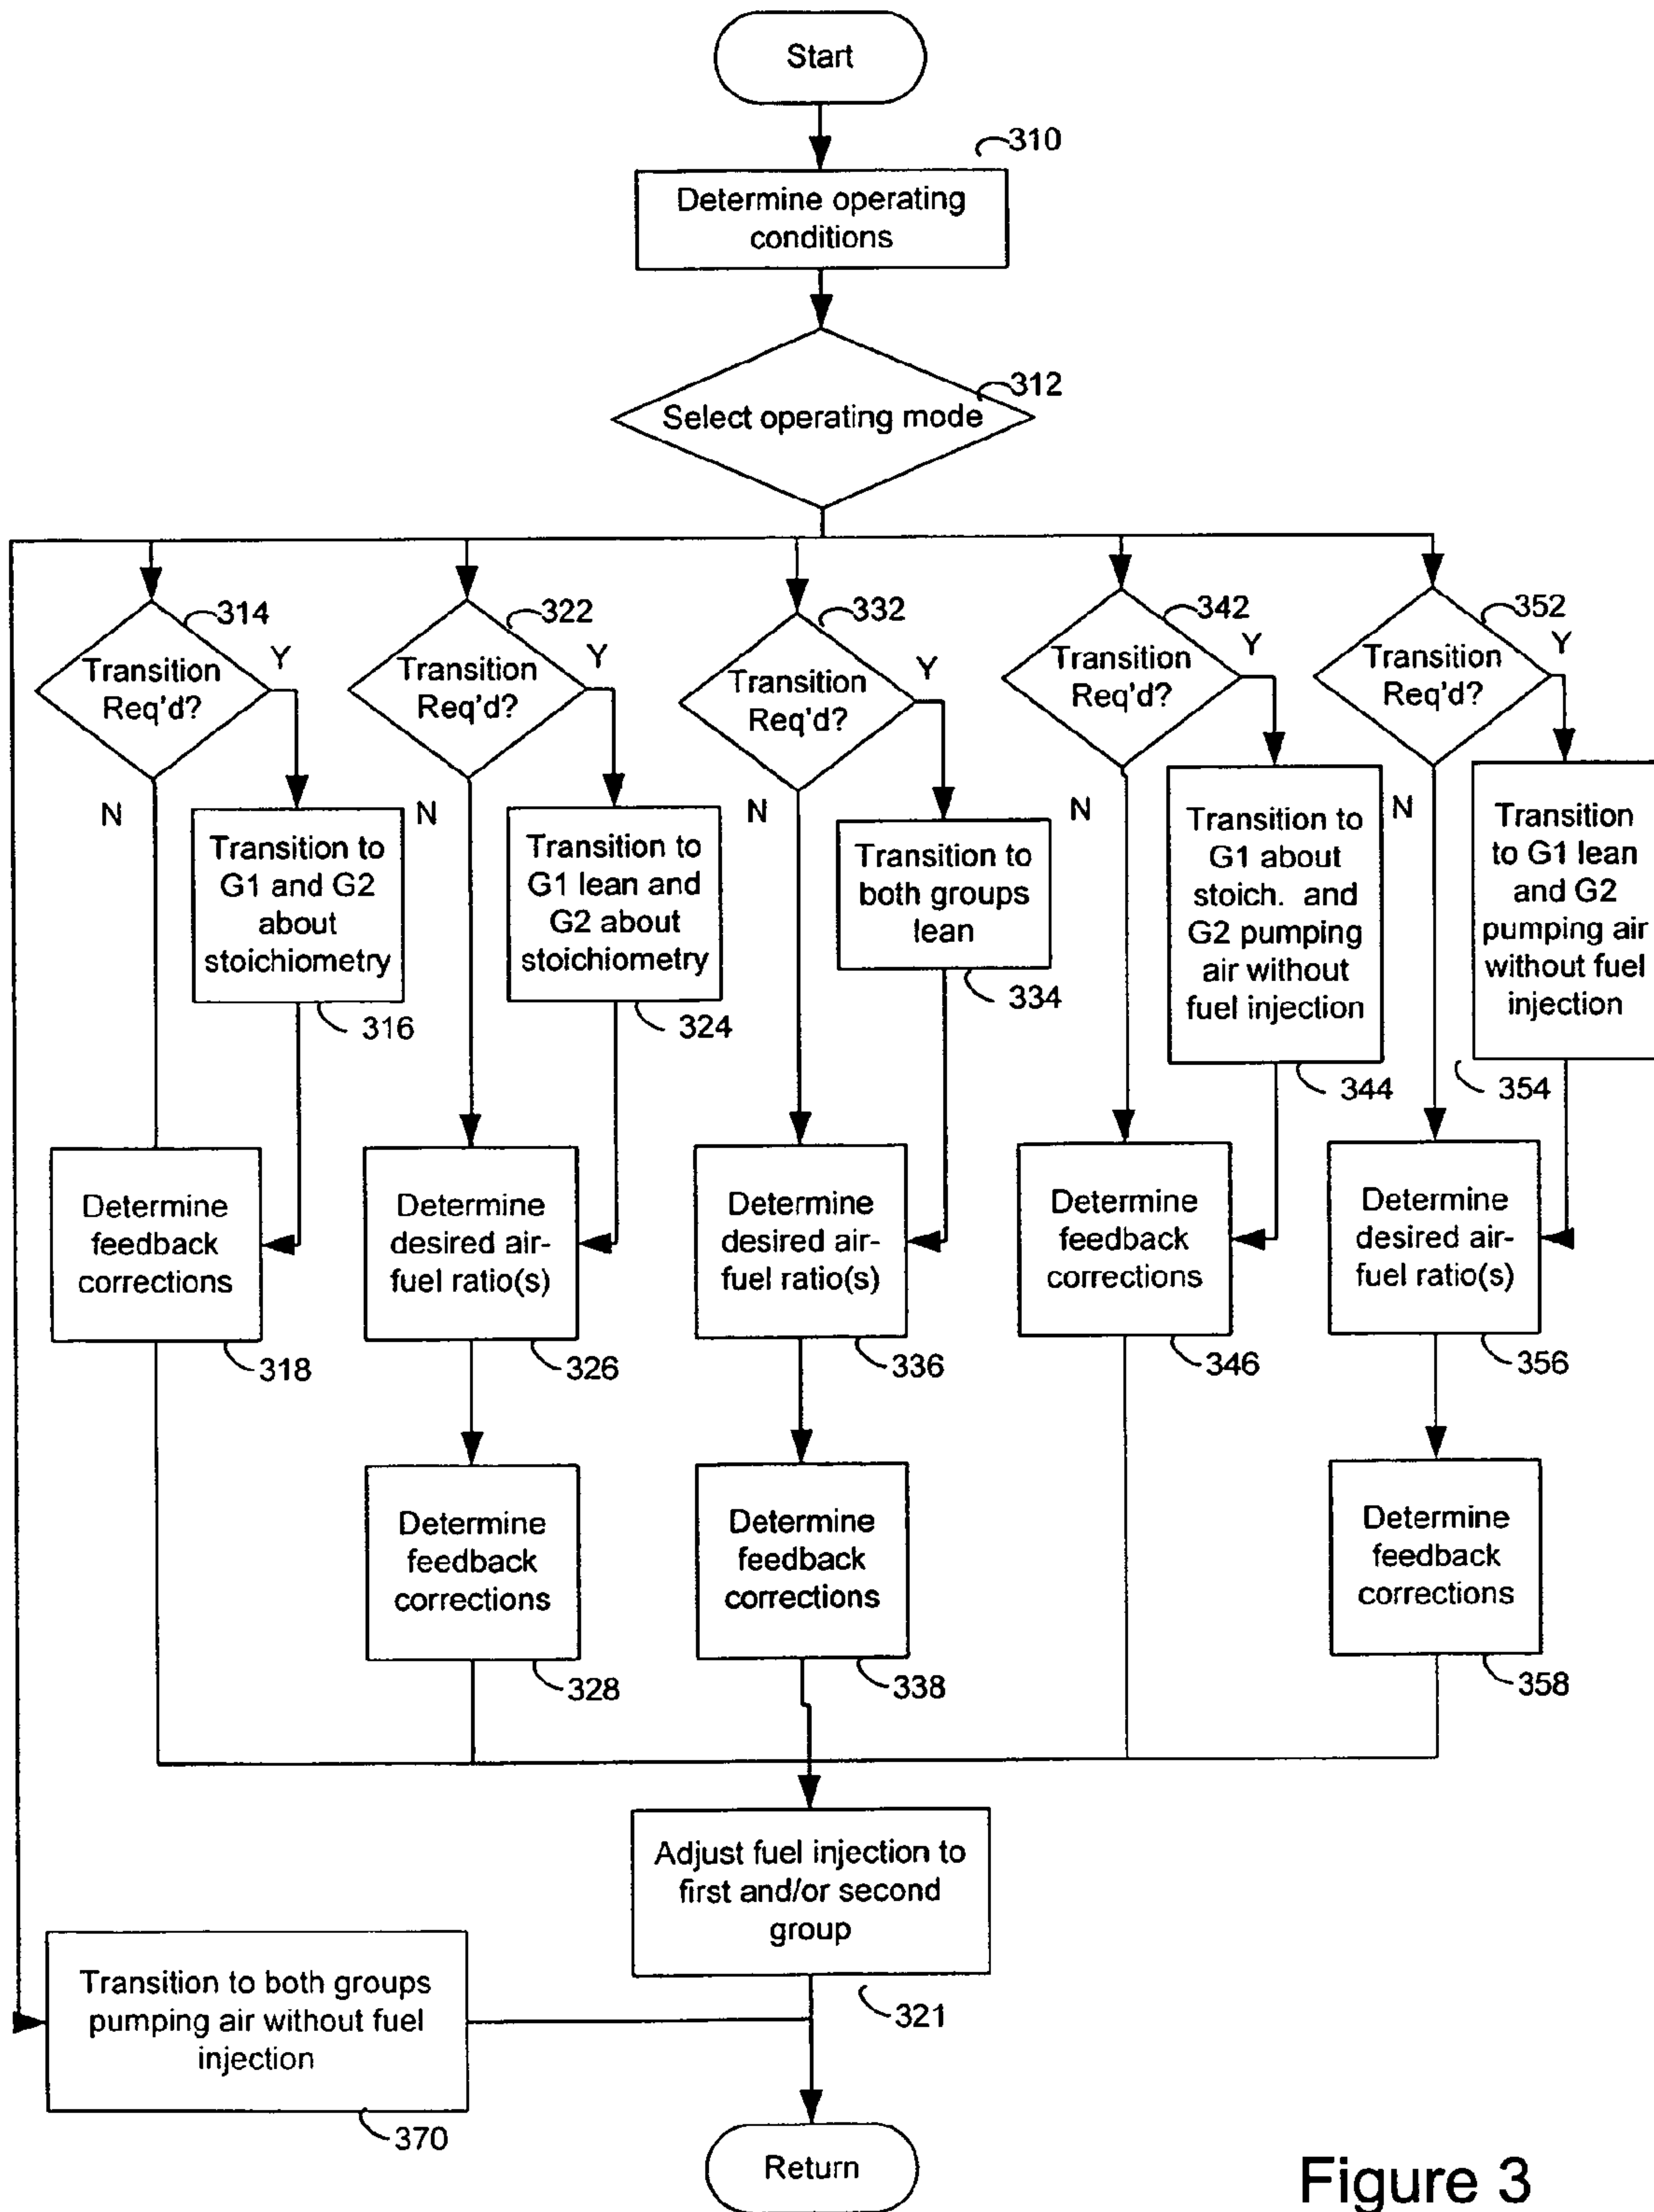 Start
310
Determine operating
conditions
312
Select operating mode
314
322
332
342
352
Transition
Req'd?
Y
Transition
Req'd?
Y
Transition
Req'd?
Y
Transition
Req'd?
Y
Transition
Req'd?
Y
N
N
N
N
N
Transition to
G1 and G2
about
stoichiometry
316
Transition to
G1 lean and
G2 about
stoichiometry
324
Transition to
both groups
lean
334
Transition to
G1 about
stoich. and
G2 pumping
air without
fuel injection
344
Transition
to G1 lean
and G2
pumping air
without fuel
injection
354
Determine
feedback
corrections
318
Determine
desired air-
fuel ratio(s)
326
Determine
desired air-
fuel ratio(s)
336
Determine
feedback
corrections
346
Determine
desired air-
fuel ratio(s)
356
Determine
feedback
corrections
328
Determine
feedback
corrections
338
Determine
feedback
corrections
358
Adjust fuel injection to
first and/or second
group
321
Transition to both groups
pumping air without fuel
injection
370
Return
Figure 3